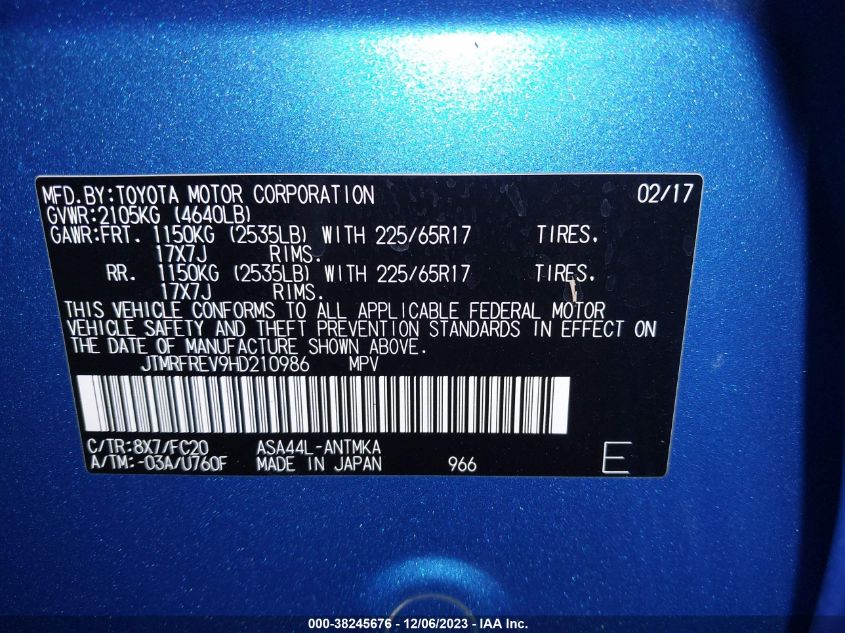 MFD.BY:TOYOTA MOTOR CORPORATION 02/17
GVWR:2105KG (4640LB)
GAWR:FRT. 1150KG (2535LB) WITH 225/65R17 TIRES.
17X7J RIMS.
RR. 1150KG (2535LB) WITH 225/65R17 TIRES.
17X7J RIMS.
THIS VEHICLE CONFORMS TO ALL APPLICABLE FEDERAL MOTOR
VEHICLE SAFETY AND THEFT PREVENTION STANDARDS IN EFFECT ON
THE DATE OF MANUFACTURE SHOWN ABOVE.
JTMRFREV9HD210986 MPV
C/TR:8X7/FC20 ASA44L-ANTMKA
A/TM:-03A/U760F MADE IN JAPAN 966 E
000-38245676 - 12/06/2023 - IAA Inc.